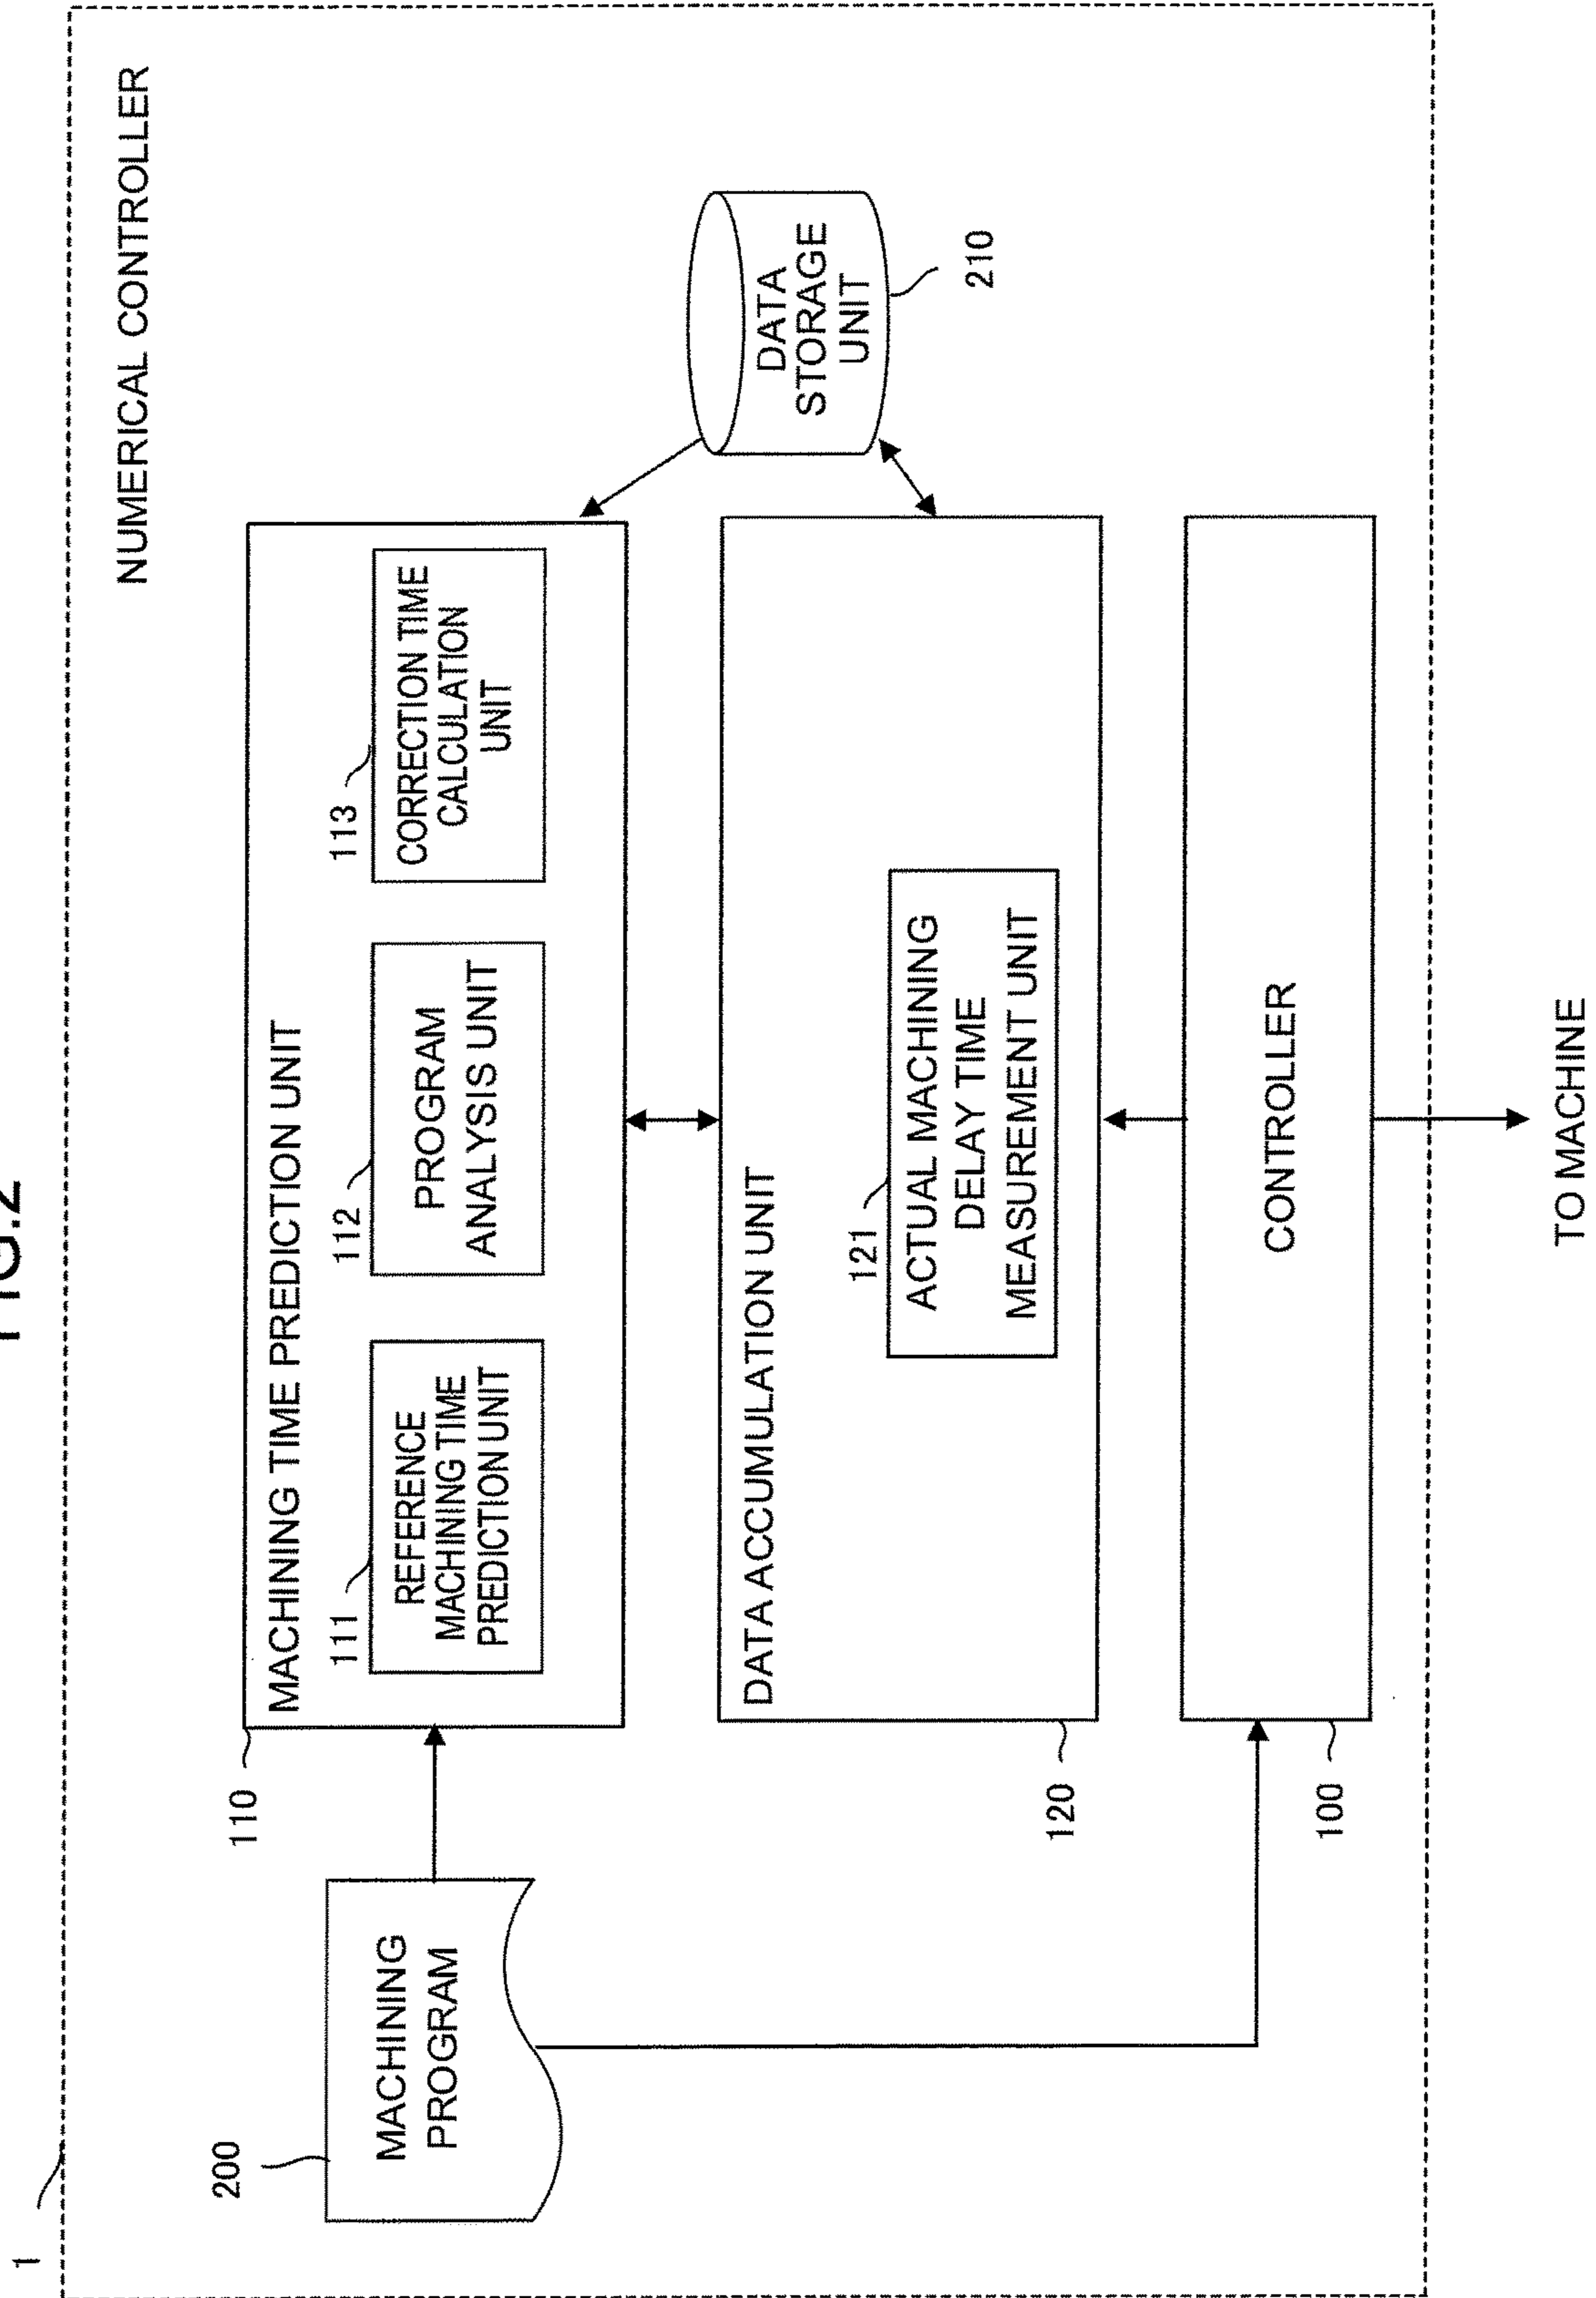 FIG.2
1
NUMERICAL CONTROLLER
200
MACHINING
PROGRAM
110
MACHINING TIME PREDICTION UNIT
111
REFERENCE
MACHINING TIME
PREDICTION UNIT
112
PROGRAM
ANALYSIS UNIT
113
CORRECTION TIME
CALCULATION
UNIT
DATA
STORAGE
UNIT
210
120
DATA ACCUMULATION UNIT
121
ACTUAL MACHINING
DELAY TIME
MEASUREMENT UNIT
100
CONTROLLER
TO MACHINE